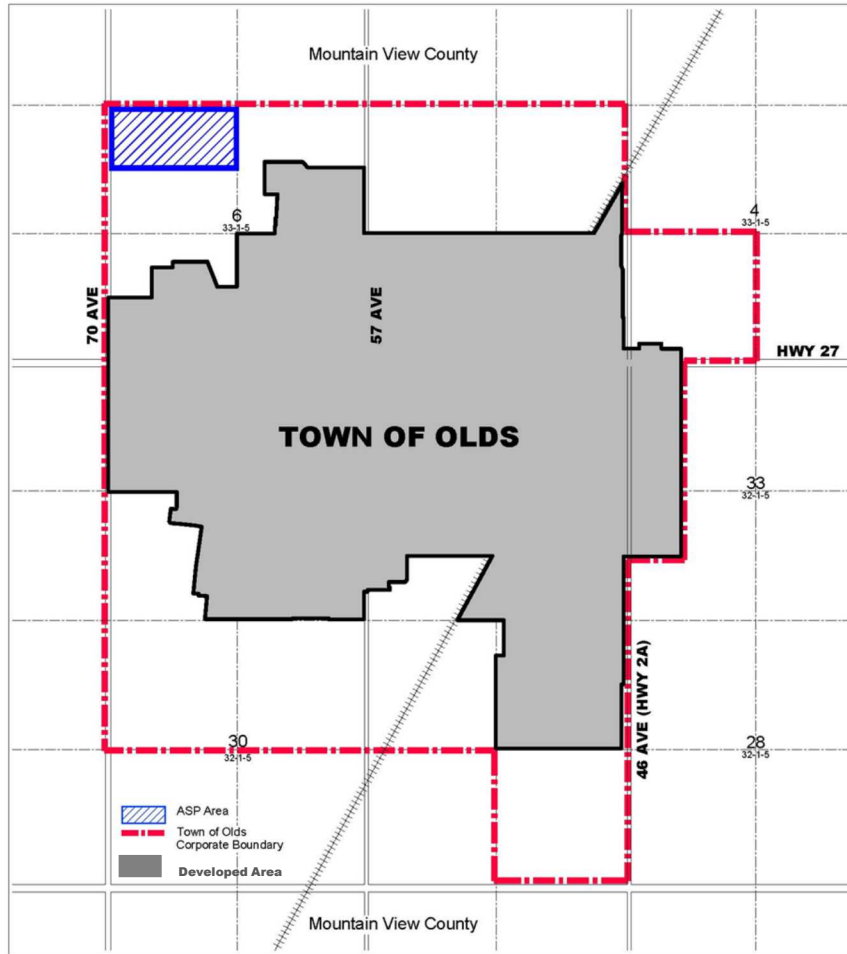 Mountain View County
6
33-1-5
4
33-1-5
70 AVE
57 AVE
HWY 27
TOWN OF OLDS
33
32-1-5
46 AVE (HWY 2A)
30
32-1-5
28
32-1-5
ASP Area
Town of Olds
Corporate Boundary
Developed Area
Mountain View County